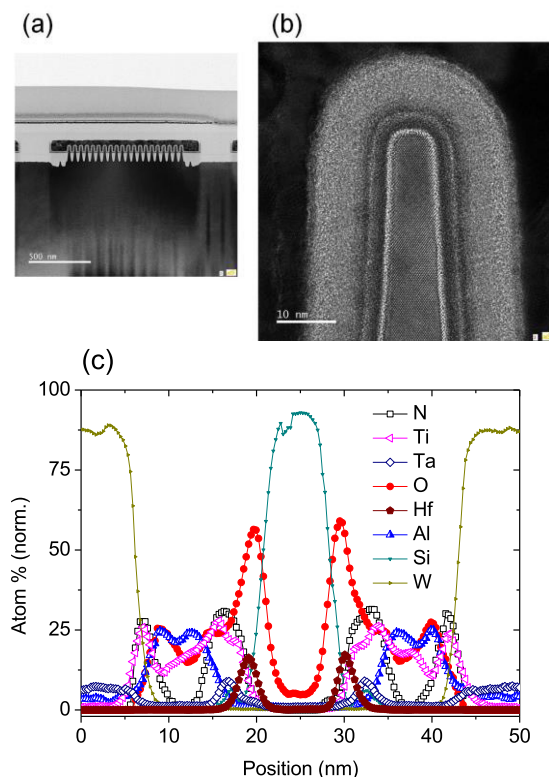 (a)
(b)
500 nm
10 nm
(c)
100
75
50
25
0
Atom % (norm.)
N
Ti
Ta
O
Hf
Al
Si
W
0 10 20 30 40 50
Position (nm)